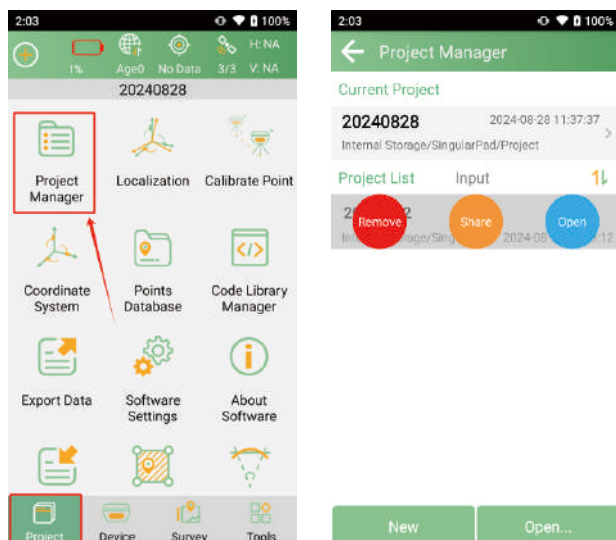 2:03
100%
H: NA
1%
Age0
No Data
3/3
V: NA
20240828
Project Manager
Localization
Calibrate Point
Coordinate System
Points Database
Code Library Manager
Export Data
Software Settings
About Software
Project
Device
Survey
Tools
2:03
100%
Project Manager
Current Project
20240828
2024-08-28 11:37:37
Internal Storage/SingularPad/Project
Project List
Input
Remove
Share
Open
New
Open...